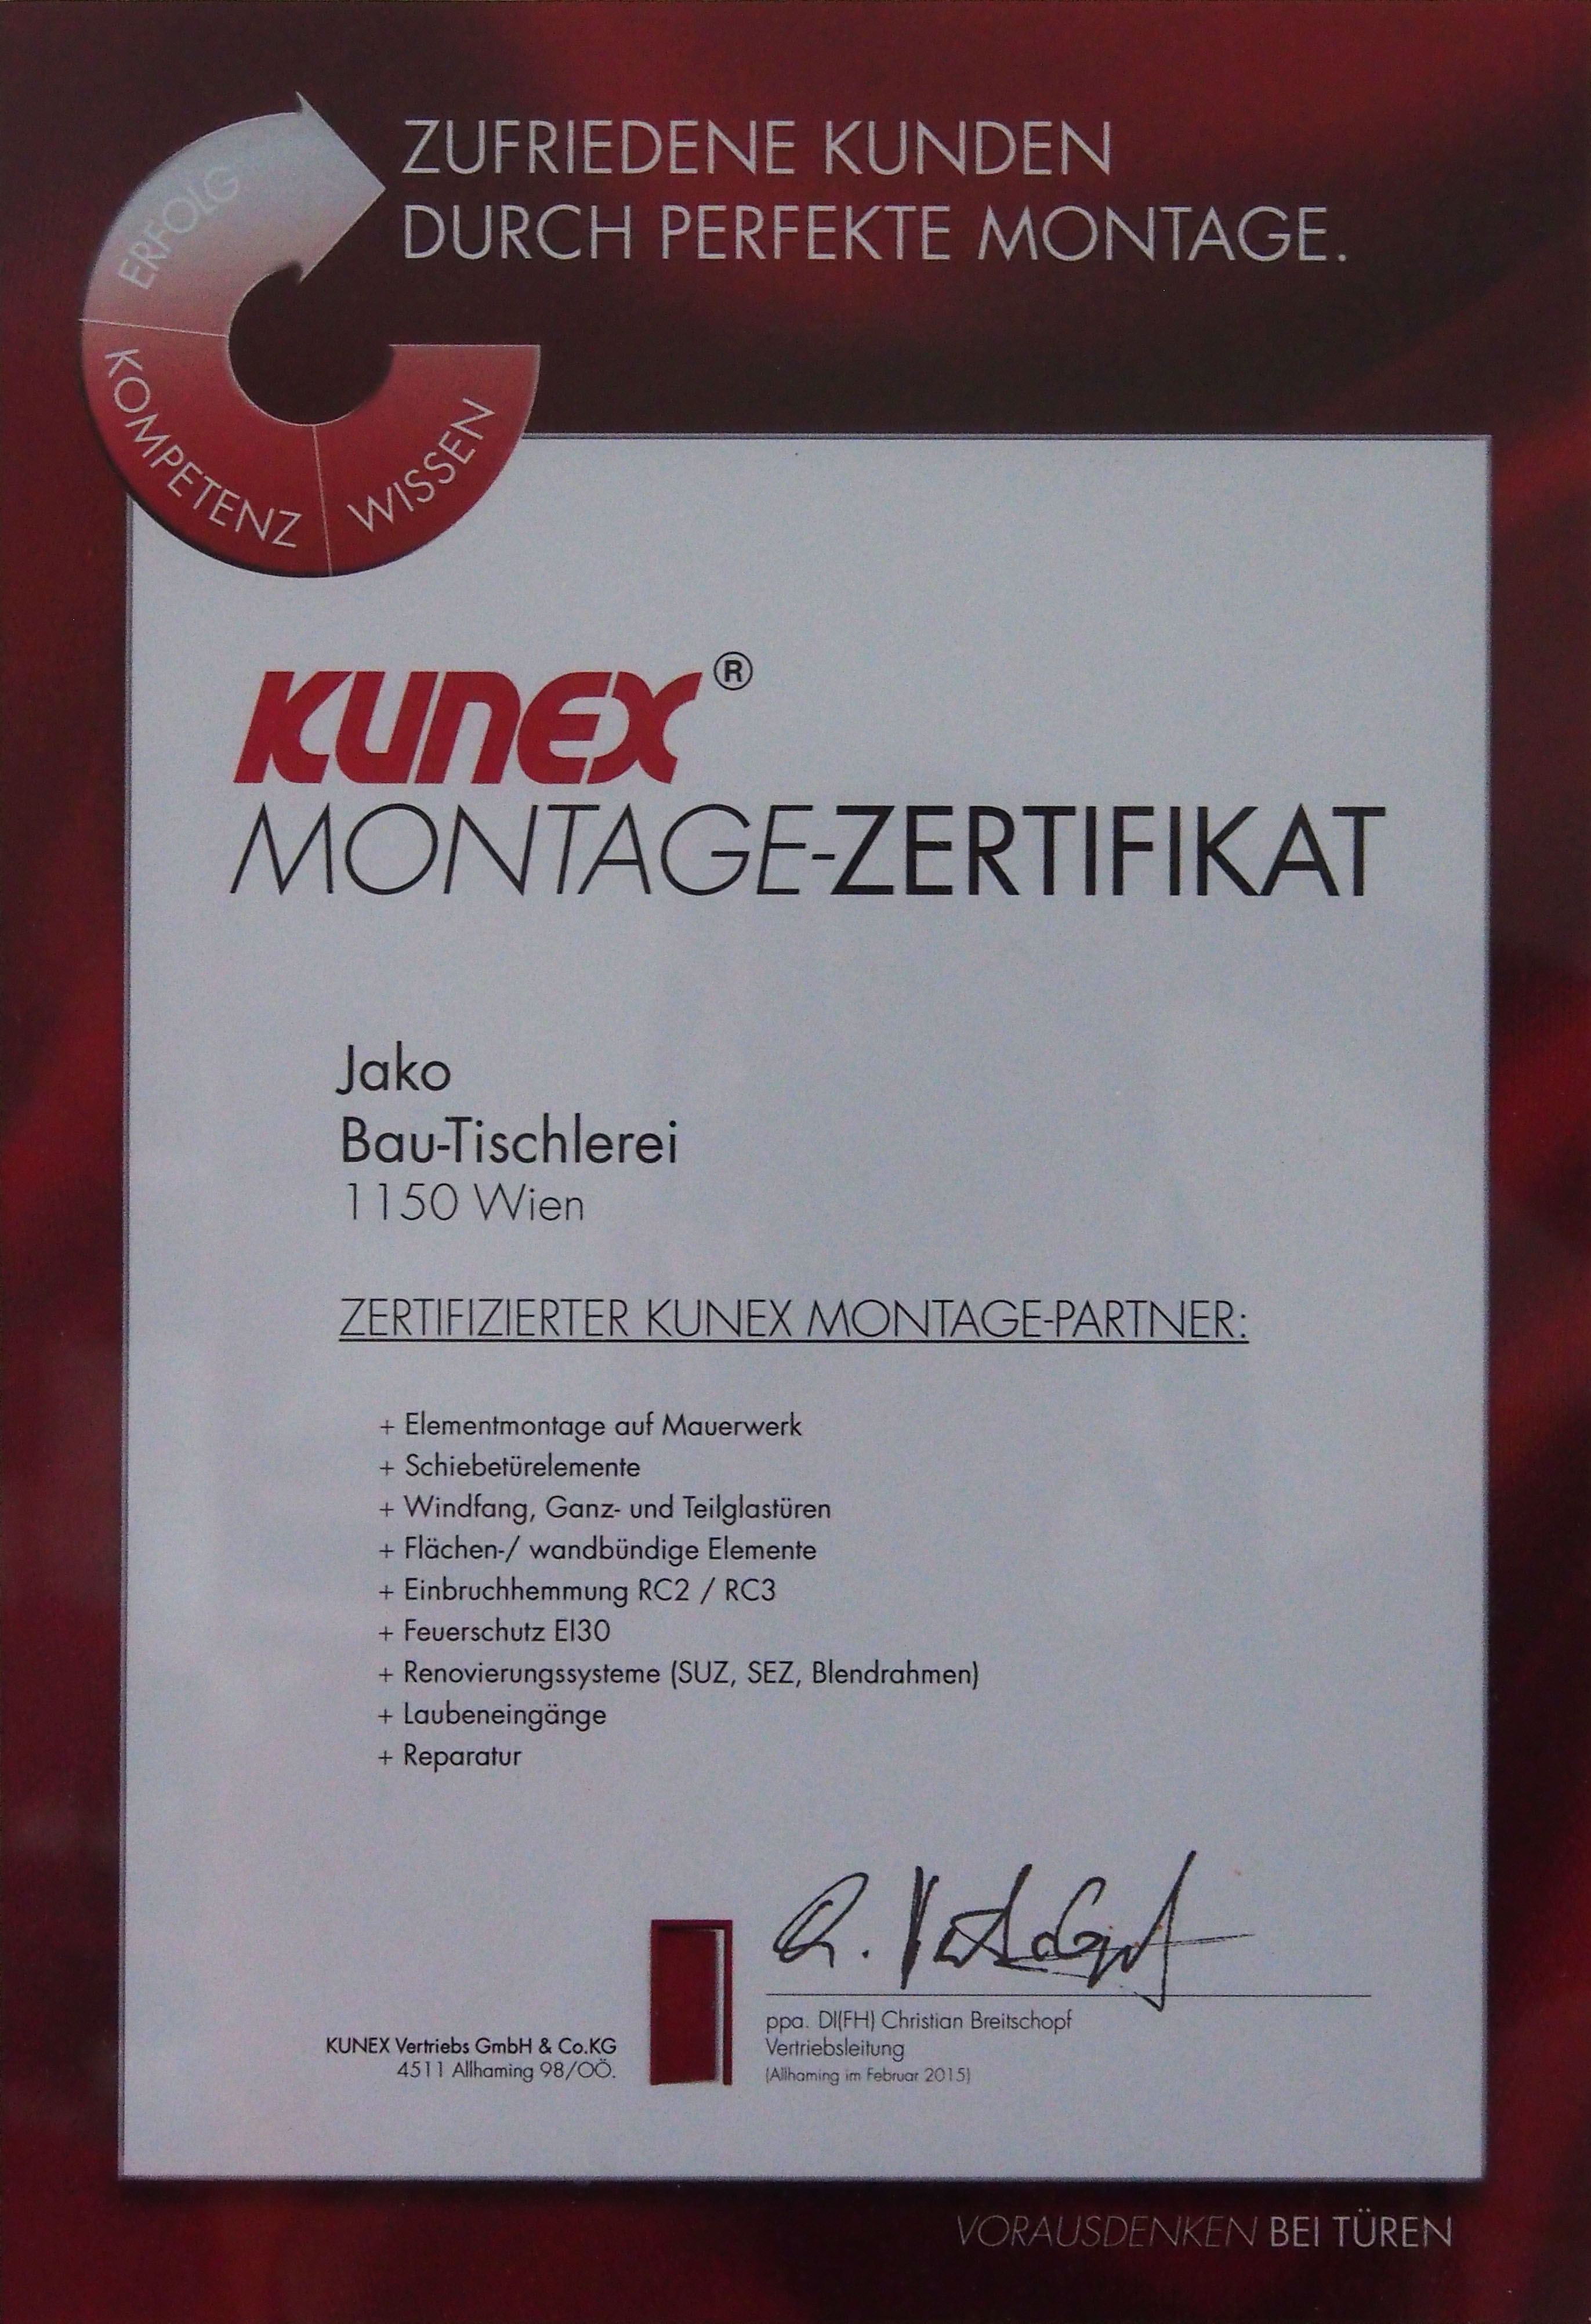 ZUFRIEDENE KUNDEN
DURCH PERFEKTE MONTAGE.
ERFOLG
KOMPETENZ
WISSEN
KUNEX®
MONTAGE-ZERTIFIKAT
Jako
Bau-Tischlerei
1150 Wien
ZERTIFIZIERTER KUNEX MONTAGE-PARTNER:
+ Elementmontage auf Mauerwerk
+ Schiebetürelemente
+ Windfang, Ganz- und Teilglastüren
+ Flächen-/ wandbündige Elemente
+ Einbruchhemmung RC2 / RC3
+ Feuerschutz EI30
+ Renovierungssysteme (SUZ, SEZ, Blendrahmen)
+ Laubeneingänge
+ Reparatur
KUNEX Vertriebs GmbH & Co.KG
4511 Allhaming 98/OÖ.
ppa. DI(FH) Christian Breitschopf
Vertriebsleitung
(Allhaming im Februar 2015)
VORAUSDENKEN BEI TÜREN